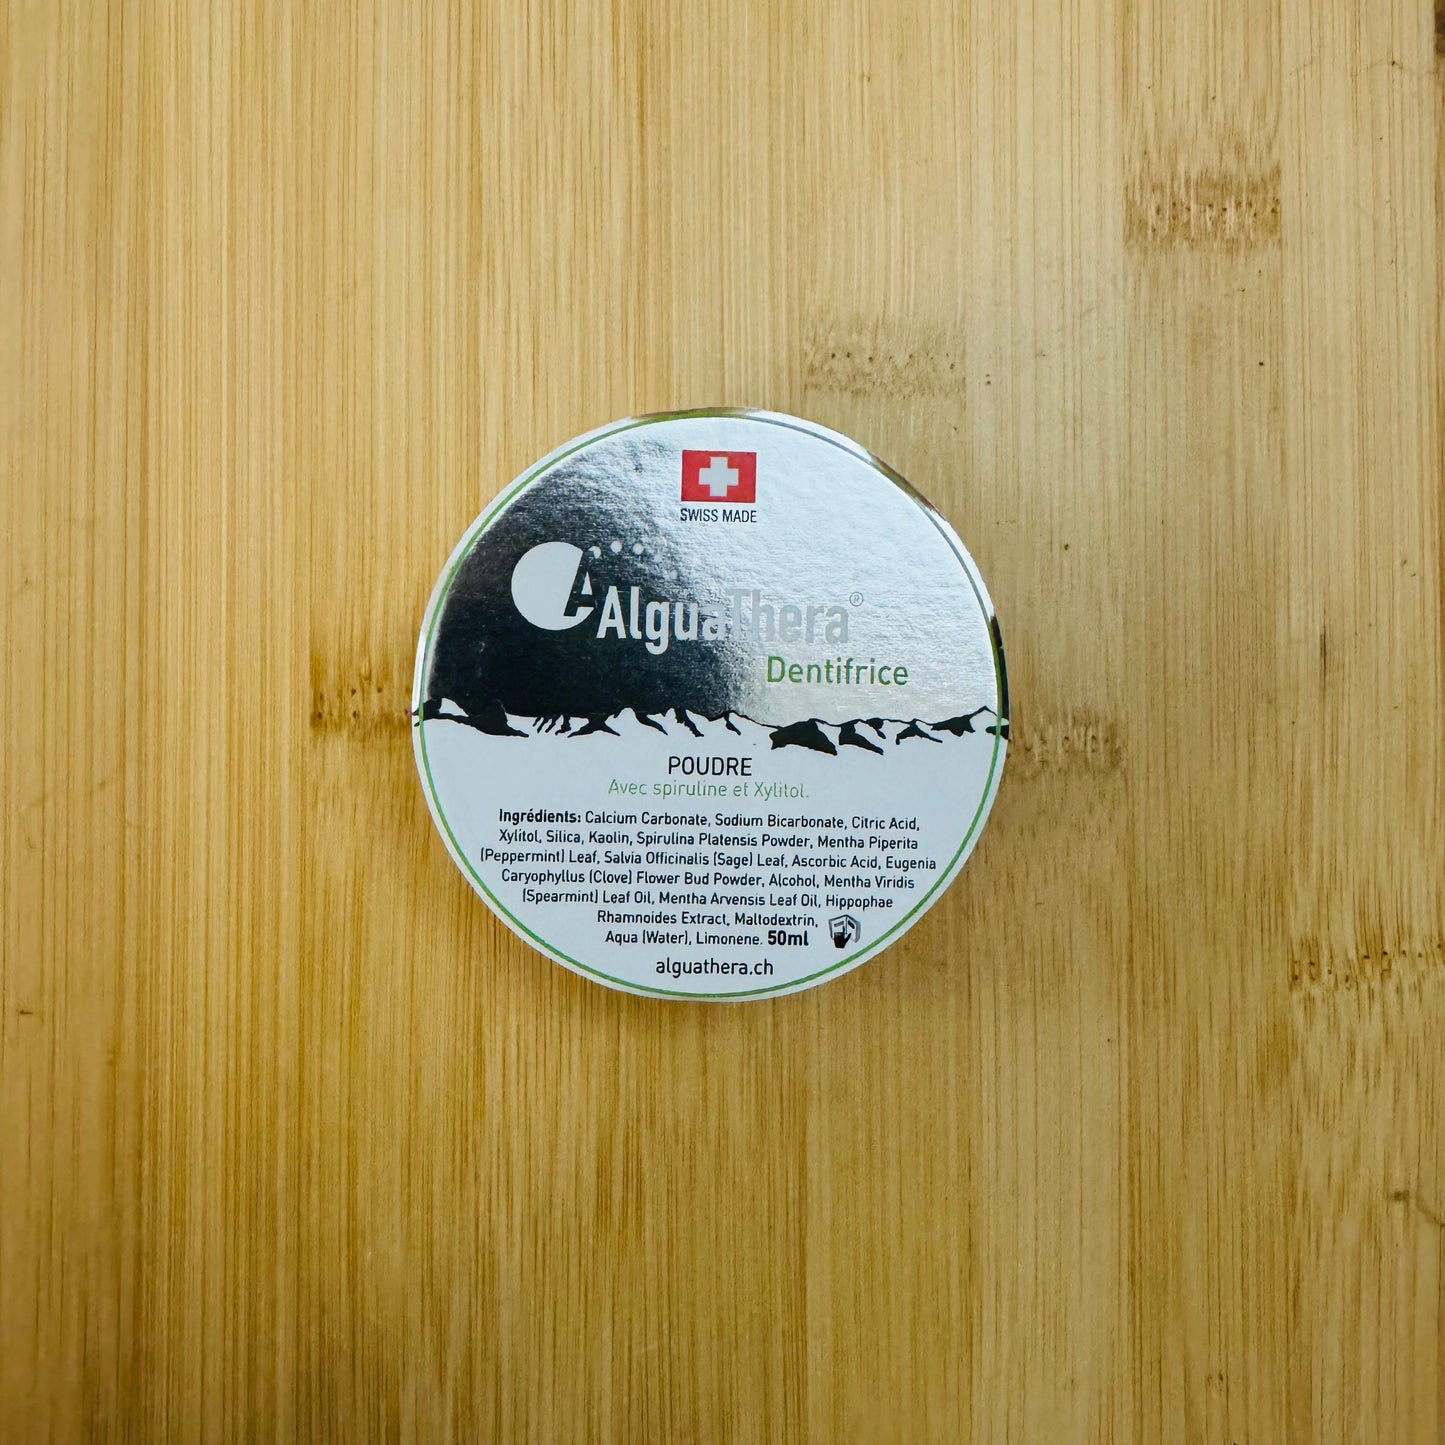 SWISS MADE
AlguaThera®
Dentifrice
POUDRE
Avec spiruline et Xylitol.
Ingrédients: Calcium Carbonate, Sodium Bicarbonate, Citric Acid,
Xylitol, Silica, Kaolin, Spirulina Platensis Powder, Mentha Piperita
(Peppermint) Leaf, Salvia Officinalis (Sage) Leaf, Ascorbic Acid, Eugenia
Caryophyllus (Clove) Flower Bud Powder, Alcohol, Mentha Viridis
(Spearmint) Leaf Oil, Mentha Arvensis Leaf Oil, Hippophae
Rhamnoides Extract, Maltodextrin,
Aqua (Water), Limonene. 50ml
alguathera.ch